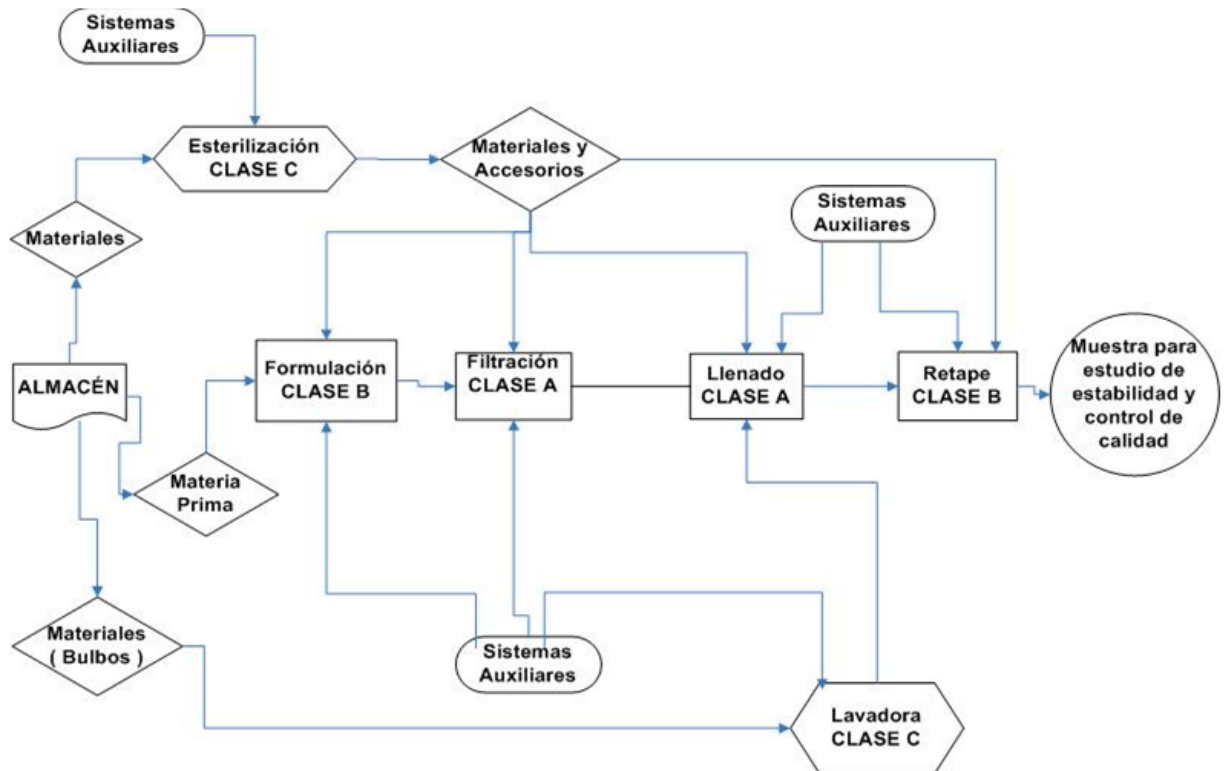 Sistemas
Auxiliares
Esterilización
CLASE C
Materiales y
Accesorios
Sistemas
Auxiliares
Materiales
ALMACÉN
Formulación
CLASE B
Filtración
CLASE A
Llenado
CLASE A
Retape
CLASE B
Muestra para
estudio de
estabilidad y
control de
calidad
Materia
Prima
Materiales
( Bulbos )
Sistemas
Auxiliares
Lavadora
CLASE C